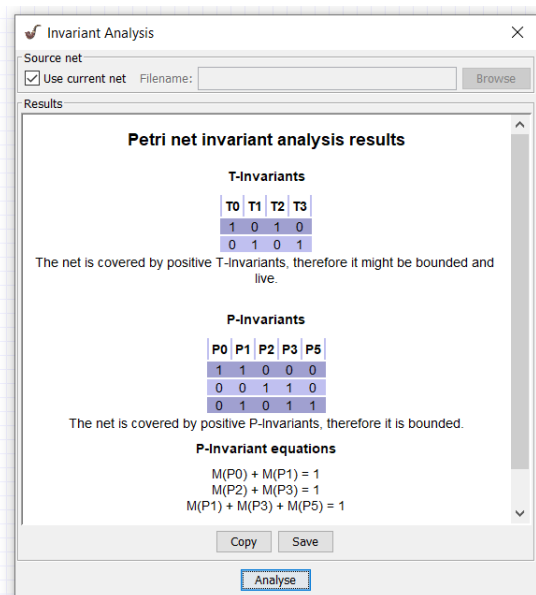 Invariant Analysis
Source net
Use current net Filename: Browse
Results
Petri net invariant analysis results
T-Invariants
T0 T1 T2 T3
1 0 1 0
0 1 0 1
The net is covered by positive T-Invariants, therefore it might be bounded and
live.
P-Invariants
P0 P1 P2 P3 P5
1 1 0 0 0
0 0 1 1 0
0 1 0 1 1
The net is covered by positive P-Invariants, therefore it is bounded.
P-Invariant equations
M(P0) + M(P1) = 1
M(P2) + M(P3) = 1
M(P1) + M(P3) + M(P5) = 1
Copy Save
Analyse